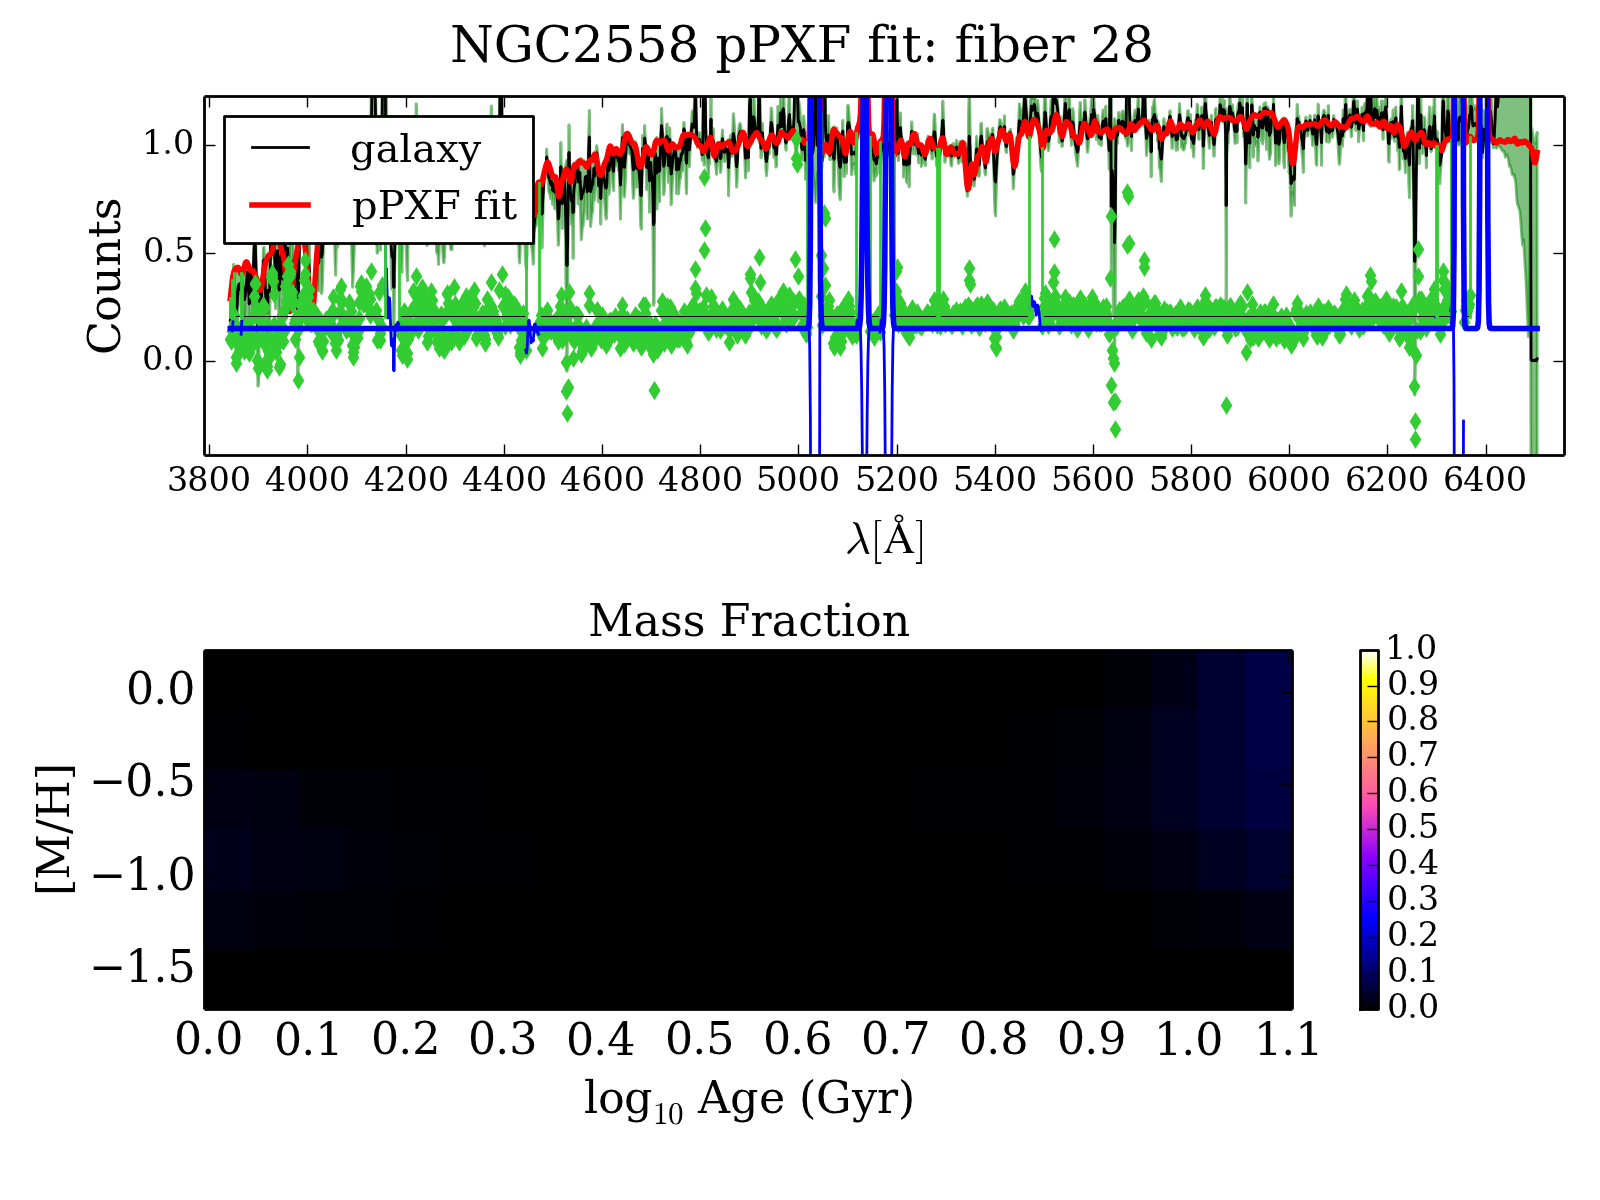 NGC2558 pPXF fit: fiber 28
galaxy
pPXF fit
Counts
1.0
0.5
0.0
3800 4000 4200 4400 4600 4800 5000 5200 5400 5600 5800 6000 6200 6400
λ[Å]
Mass Fraction
[M/H]
0.0
−0.5
−1.0
−1.5
0.0 0.1 0.2 0.3 0.4 0.5 0.6 0.7 0.8 0.9 1.0 1.1
log₁₀ Age (Gyr)
1.0
0.9
0.8
0.7
0.6
0.5
0.4
0.3
0.2
0.1
0.0